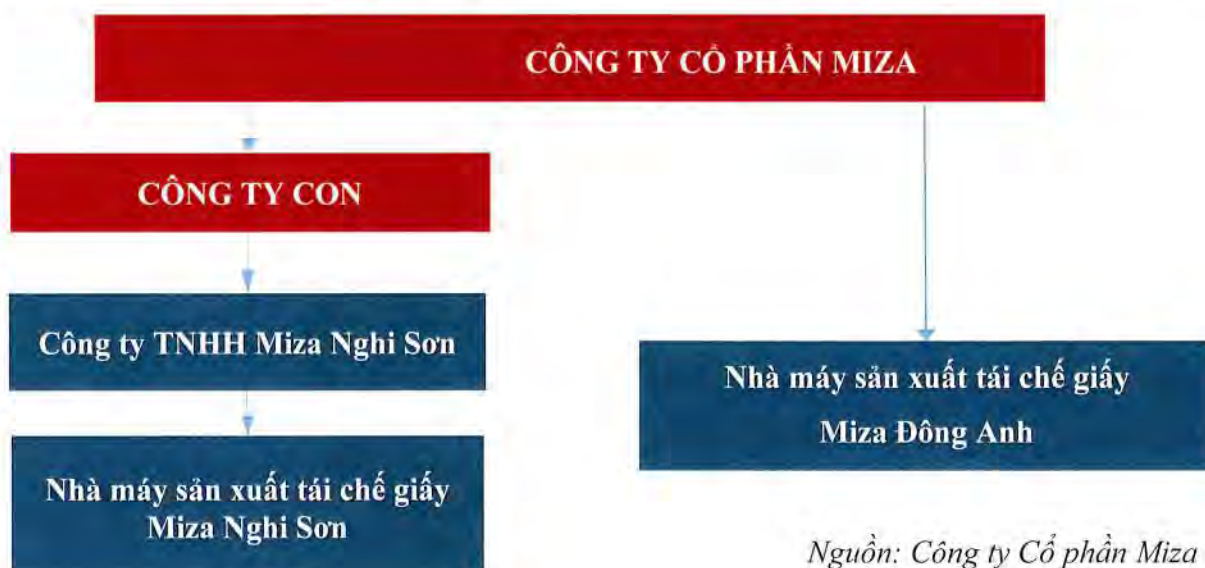 CÔNG TY CỔ PHẦN MIZA
CÔNG TY CON
Công ty TNHH Miza Nghi Sơn
Nhà máy sản xuất tái chế giấy
Miza Nghi Sơn
Nhà máy sản xuất tái chế giấy
Miza Đông Anh
Nguồn: Công ty Cổ phần Miza